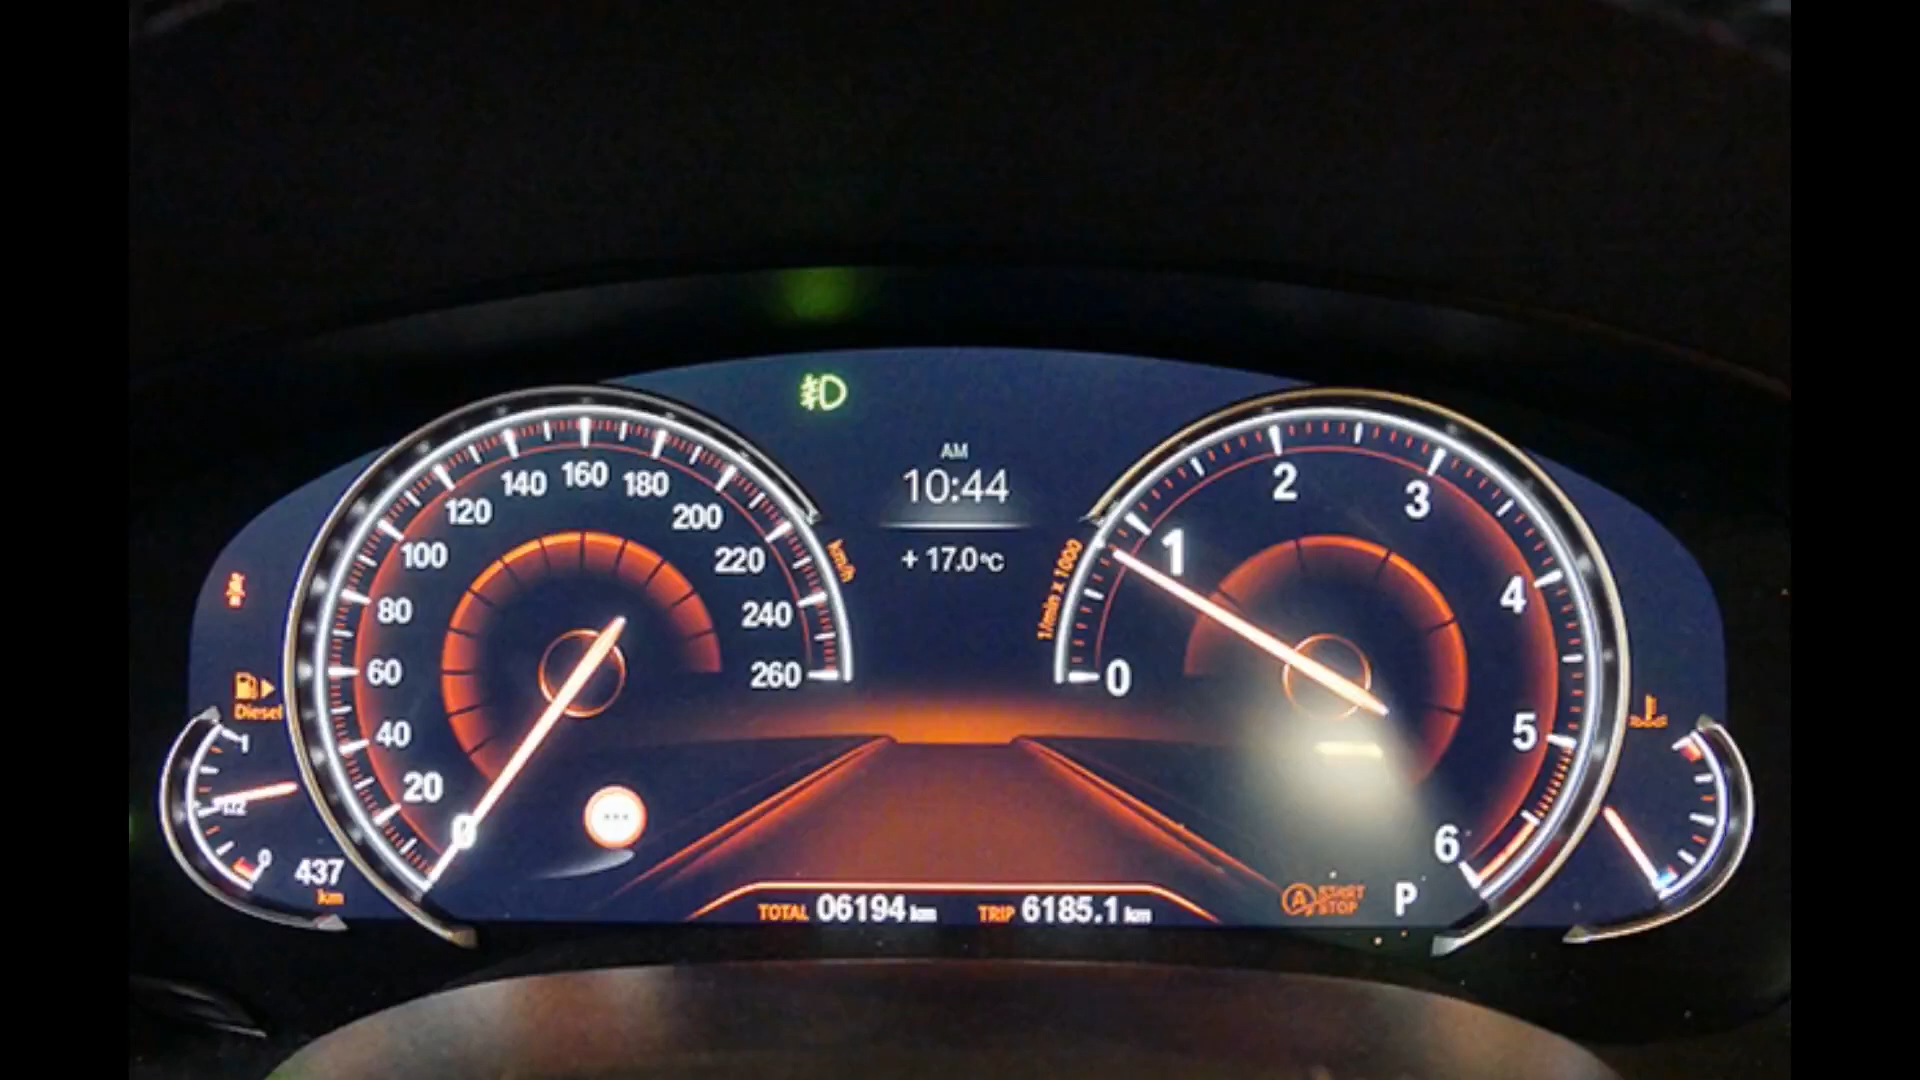 AM
10:44
+ 17.0°C
0
20
40
60
80
100
120
140
160
180
200
220
240
260
km/h
1/min x 1000
0
1
2
3
4
5
6
Diesel
1
1/2
0
437
km
TOTAL 06194 km
TRIP 6185.1 km
A START
STOP
P